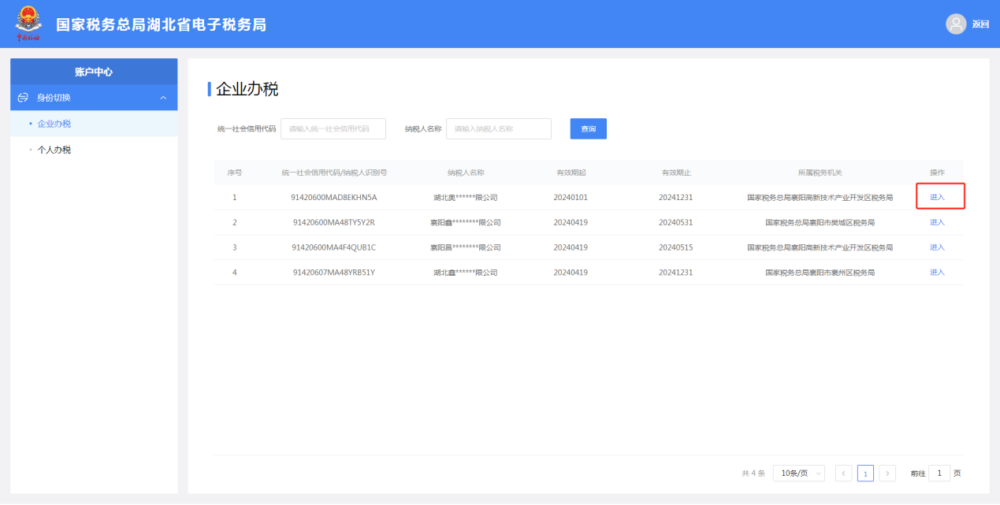 国家税务总局湖北省电子税务局
返回
账户中心
身份切换
企业办税
个人办税
企业办税
统一社会信用代码 请输入统一社会信用代码 纳税人名称 请输入纳税人名称 查询
序号 统一社会信用代码/纳税人识别号 纳税人名称 有效期起 有效期止 所属税务机关 操作
1 91420600MAD8EKHN5A 湖北奥******限公司 20240101 20241231 国家税务总局襄阳高新技术产业开发区税务局 进入
2 91420600MA48TY5Y2R 襄阳鑫********限公司 20240419 20240531 国家税务总局襄阳市樊城区税务局 进入
3 91420600MA4F4QUB1C 襄阳昌********限公司 20240419 20240515 国家税务总局襄阳高新技术产业开发区税务局 进入
4 91420607MA48YRB51Y 湖北鑫******限公司 20240419 20241231 国家税务总局襄阳市襄州区税务局 进入
共 4 条 10条/页 1 前往 1 页